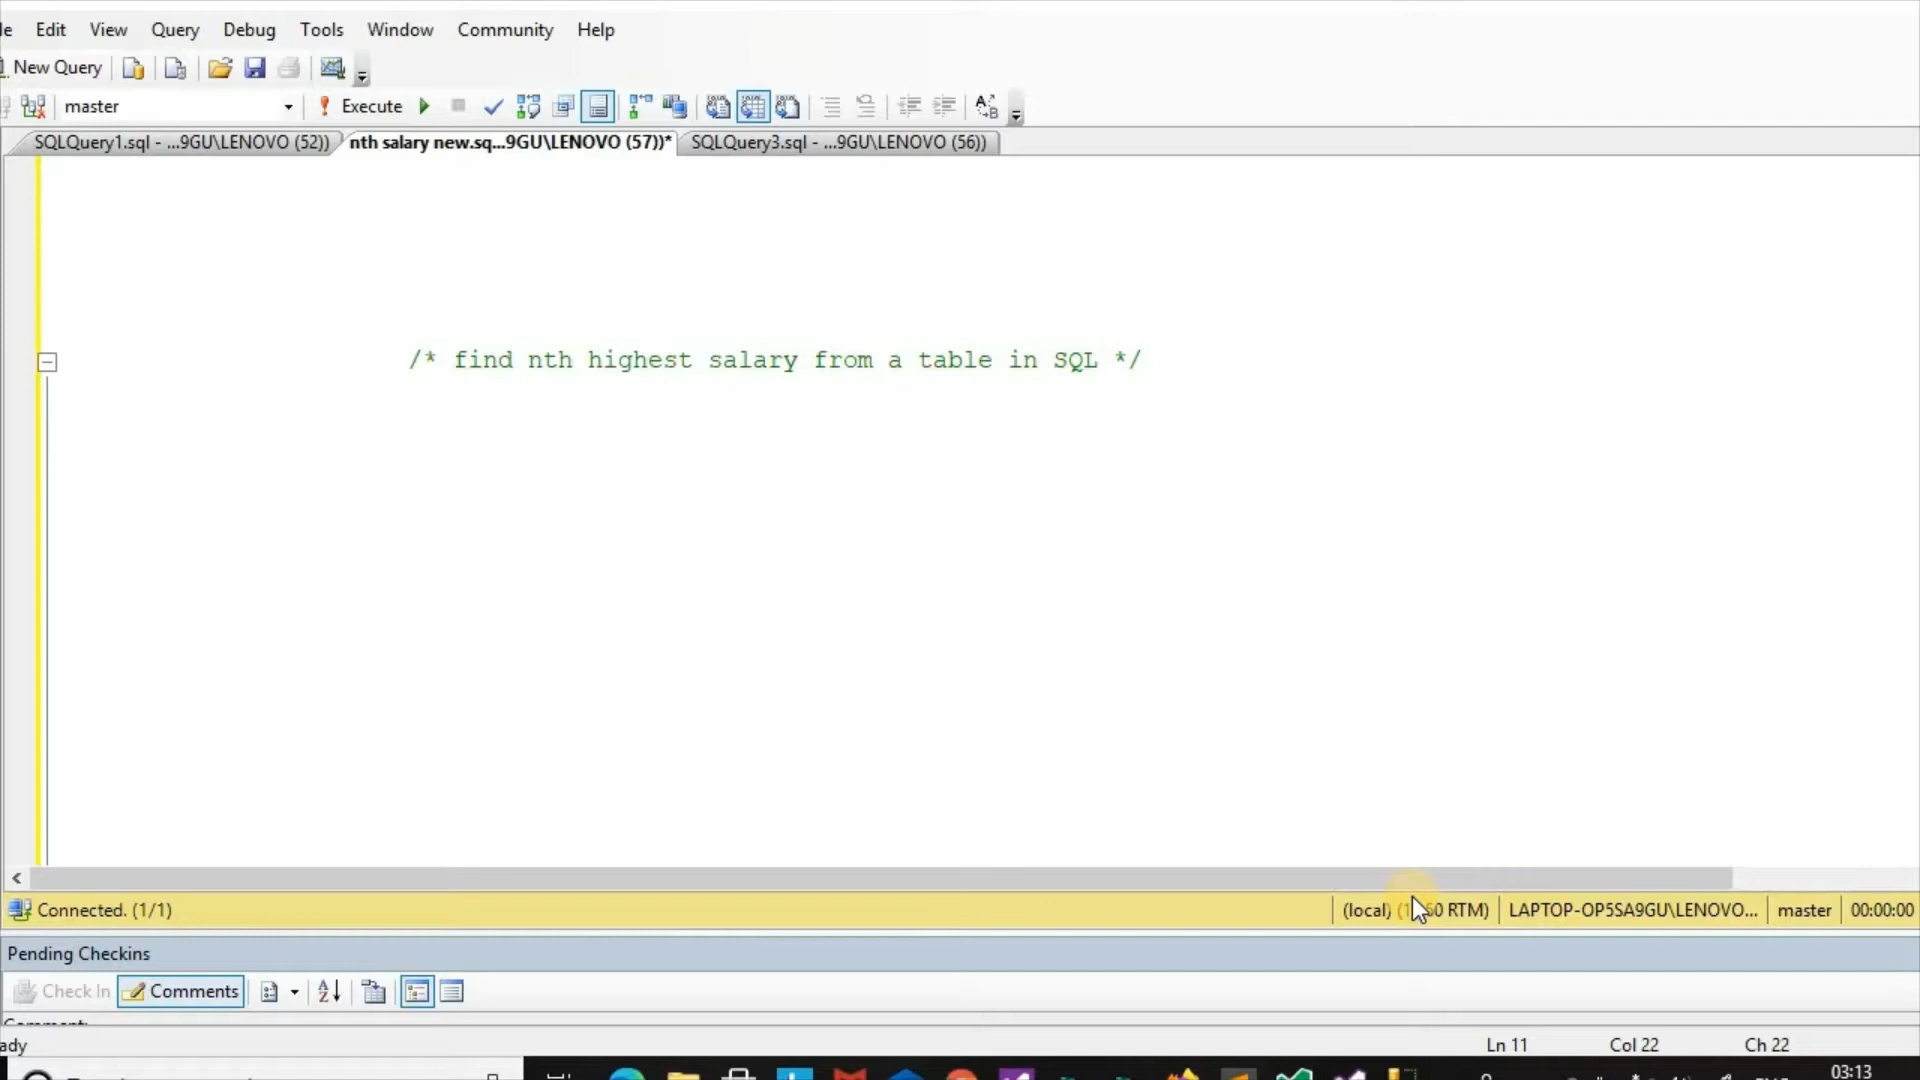 le Edit View Query Debug Tools Window Community Help
New Query
master Execute
SQLQuery1.sql - ...9GU\LENOVO (52)) nth salary new.sq...9GU\LENOVO (57))* SQLQuery3.sql - ...9GU\LENOVO (56))
/* find nth highest salary from a table in SQL */
Connected. (1/1) (local) RTM) LAPTOP-OP5SA9GU\LENOVO... master 00:00:00
Pending Checkins
Check In Comments
ady Ln 11 Col 22 Ch 22
03:13